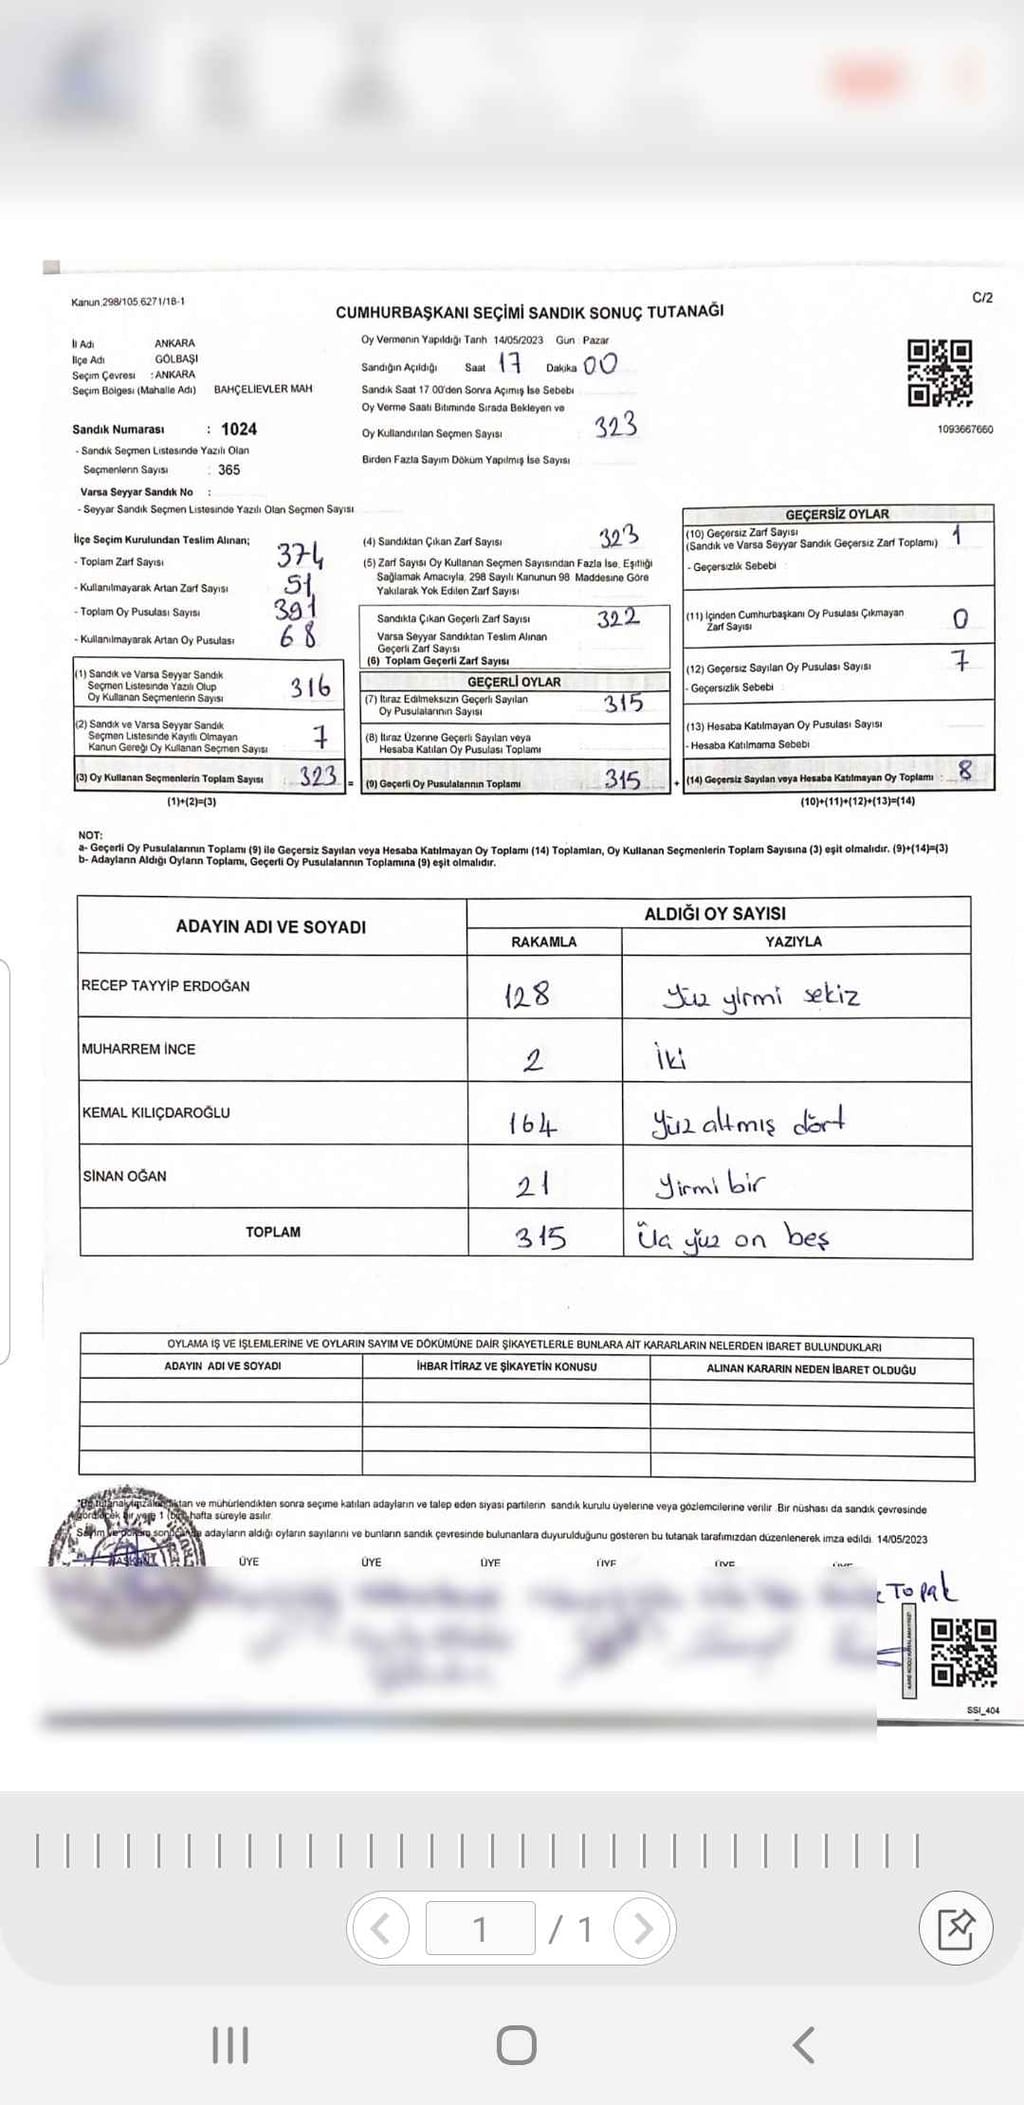 Kanun.298/105.6271/18-1
C/2
CUMHURBAŞKANI SEÇİMİ SANDIK SONUÇ TUTANAĞI
İl Adı ANKARA
İlçe Adı GÖLBAŞI
Seçim Çevresi : ANKARA
Seçim Bölgesi (Mahalle Adı) BAHÇELİEVLER MAH
Sandık Numarası : 1024
- Sandık Seçmen Listesinde Yazılı Olan
Seçmenlerin Sayısı : 365
Varsa Seyyar Sandık No :
- Seyyar Sandık Seçmen Listesinde Yazılı Olan Seçmen Sayısı
Oy Vermenin Yapıldığı Tarih 14/05/2023 Gün Pazar
Sandığın Açıldığı Saat 17 Dakika 00
Sandık Saat 17 00'den Sonra Açımış İse Sebebi
Oy Verme Saati Bitiminde Sırada Bekleyen ve
Oy Kullandırılan Seçmen Sayısı 323
Birden Fazla Sayım Döküm Yapılmış İse Sayısı
1093667660
İlçe Seçim Kurulundan Teslim Alınan;
- Toplam Zarf Sayısı 374
- Kullanılmayarak Artan Zarf Sayısı 51
- Toplam Oy Pusulası Sayısı 391
- Kullanılmayarak Artan Oy Pusulası 68
(1) Sandık ve Varsa Seyyar Sandık
Seçmen Listesinde Yazılı Olup
Oy Kullanan Seçmenlerin Sayısı 316
(2) Sandık ve Varsa Seyyar Sandık
Seçmen Listesinde Kayıtlı Olmayan
Kanun Gereği Oy Kullanan Seçmen Sayısı 7
(3) Oy Kullanan Seçmenlerin Toplam Sayısı 323 =
(1)+(2)=(3)
(4) Sandıktan Çıkan Zarf Sayısı 323
(5) Zarf Sayısı Oy Kullanan Seçmen Sayısından Fazla İse, Eşitliği
Sağlamak Amacıyla, 298 Sayılı Kanunun 98 Maddesine Göre
Yakılarak Yok Edilen Zarf Sayısı
Sandıkta Çıkan Geçerli Zarf Sayısı 322
Varsa Seyyar Sandıktan Teslim Alınan
Geçerli Zarf Sayısı
(6) Toplam Geçerli Zarf Sayısı
GEÇERLİ OYLAR
(7) İtiraz Edilmeksizin Geçerli Sayılan
Oy Pusulalarının Sayısı 315
(8) İtiraz Üzerine Geçerli Sayılan veya
Hesaba Katılan Oy Pusulası Toplamı
(9) Geçerli Oy Pusulalarının Toplamı 315 +
GEÇERSİZ OYLAR
(10) Geçersiz Zarf Sayısı 1
(Sandık ve Varsa Seyyar Sandık Geçersiz Zarf Toplamı)
- Geçersizlik Sebebi
(11) İçinden Cumhurbaşkanı Oy Pusulası Çıkmayan
Zarf Sayısı 0
(12) Geçersiz Sayılan Oy Pusulası Sayısı 7
- Geçersizlik Sebebi
(13) Hesaba Katılmayan Oy Pusulası Sayısı
- Hesaba Katılmama Sebebi
(14) Geçersiz Sayılan veya Hesaba Katılmayan Oy Toplamı : 8
(10)+(11)+(12)+(13)=(14)
NOT:
a- Geçerli Oy Pusulalarının Toplamı (9) ile Geçersiz Sayılan veya Hesaba Katılmayan Oy Toplamı (14) Toplamları, Oy Kullanan Seçmenlerin Toplam Sayısına (3) eşit olmalıdır. (9)+(14)=(3)
b- Adayların Aldığı Oyların Toplamı, Geçerli Oy Pusulalarının Toplamına (9) eşit olmalıdır.
ADAYIN ADI VE SOYADI ALDIĞI OY SAYISI
RAKAMLA YAZIYLA
RECEP TAYYİP ERDOĞAN 128 Yüz yirmi sekiz
MUHARREM İNCE 2 İki
KEMAL KILIÇDAROĞLU 164 Yüz altmış dört
SİNAN OĞAN 21 Yirmi bir
TOPLAM 315 Üç yüz on beş
OYLAMA İŞ VE İŞLEMLERİNE VE OYLARIN SAYIM VE DÖKÜMÜNE DAİR ŞİKAYETLERLE BUNLARA AİT KARARLARIN NELERDEN İBARET BULUNDUKLARI
ADAYIN ADI VE SOYADI İHBAR İTİRAZ VE ŞİKAYETİN KONUSU ALINAN KARARIN NEDEN İBARET OLDUĞU
ve mühürlendikten sonra seçime katılan adayların ve talep eden siyasi partilerin sandık kurulu üyelerine veya gözlemcilerine verilir. Bir nüshası da sandık çevresinde
hafta süreyle asılır
adayların aldığı oyların sayılarını ve bunların sandık çevresinde bulunanlara duyurulduğunu gösteren bu tutanak tarafımızdan düzenlenerek imza edildi. 14/05/2023
BAŞKAN ÜYE ÜYE ÜYE
Topak
SSI_404
1 / 1